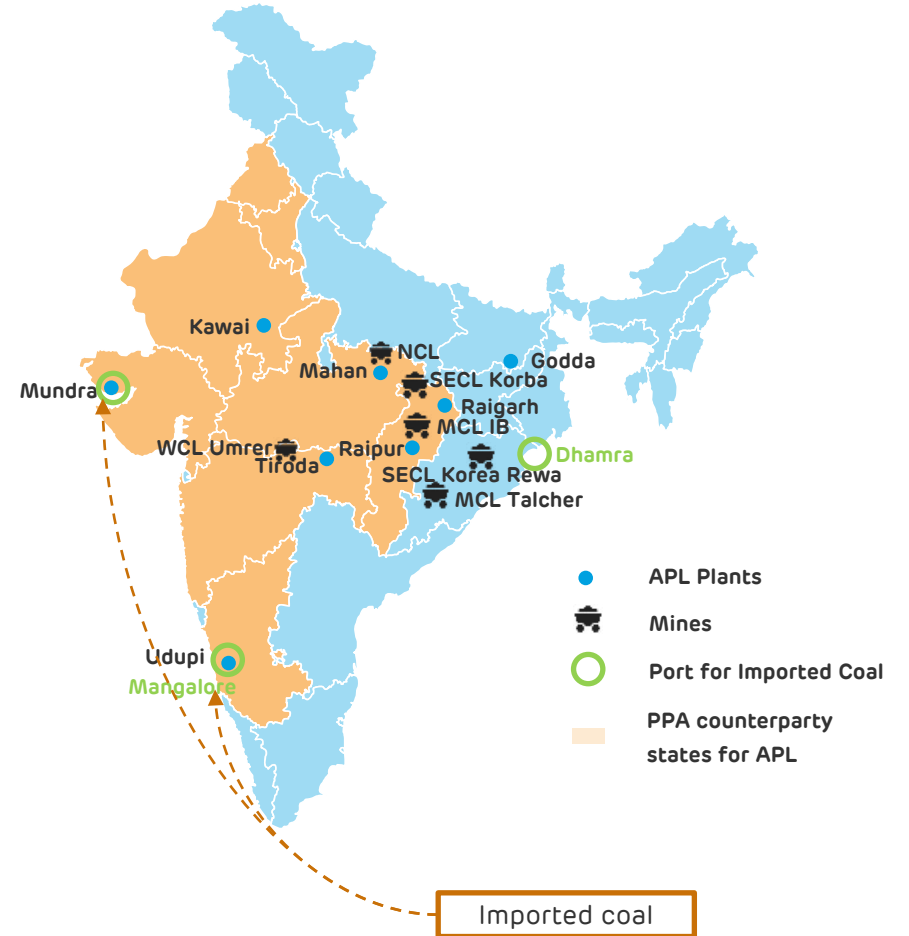 Kawai
NCL
Mahan
Godda
SECL Korba
Mundra
Raigarh
MCL IB
WCL Umrer
Raipur
Dhamra
Tiroda
SECL Korea Rewa
MCL Talcher
APL Plants
Mines
Udupi
Port for Imported Coal
Mangalore
PPA counterparty
states for APL
Imported coal